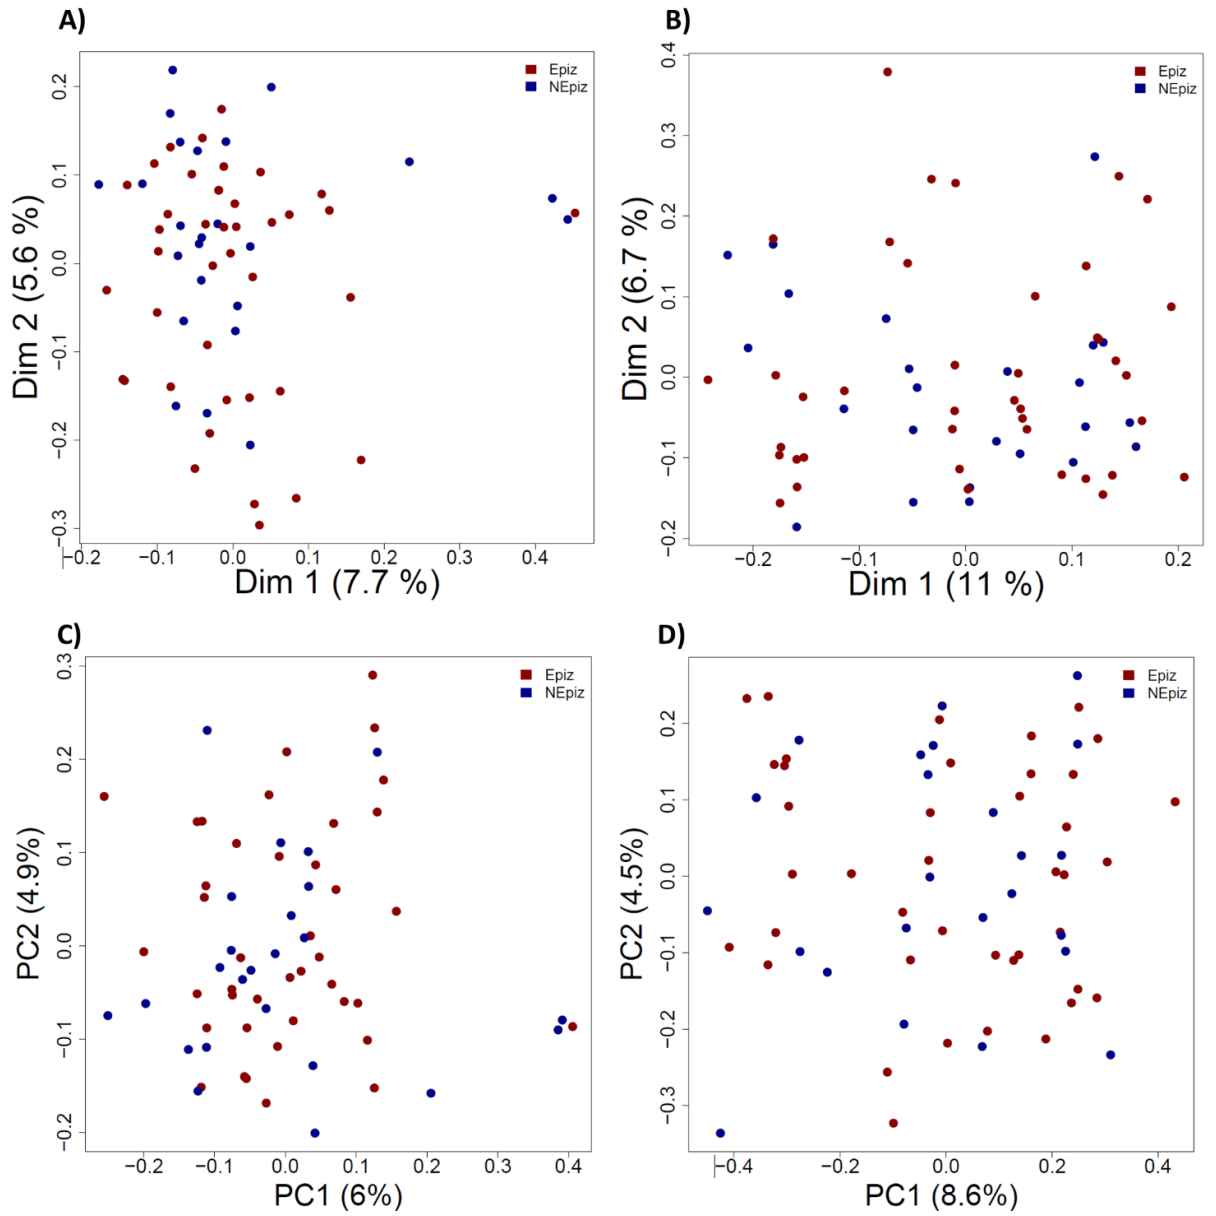 A)
B)
Epiz
NEpiz
Epiz
NEpiz
Dim 2 (5.6 %)
0.2
0.1
0.0
−0.1
−0.2
−0.3
−0.2 −0.1 0.0 0.1 0.2 0.3 0.4
Dim 1 (7.7 %)
Dim 2 (6.7 %)
0.4
0.3
0.2
0.1
0.0
−0.1
−0.2
−0.2 −0.1 0.0 0.1 0.2
Dim 1 (11 %)
C)
D)
Epiz
NEpiz
Epiz
NEpiz
PC2 (4.9%)
0.3
0.2
0.1
0.0
−0.1
−0.2
−0.2 −0.1 0.0 0.1 0.2 0.3 0.4
PC1 (6%)
PC2 (4.5%)
0.2
0.1
0.0
−0.1
−0.2
−0.3
−0.4 −0.2 0.0 0.2 0.4
PC1 (8.6%)